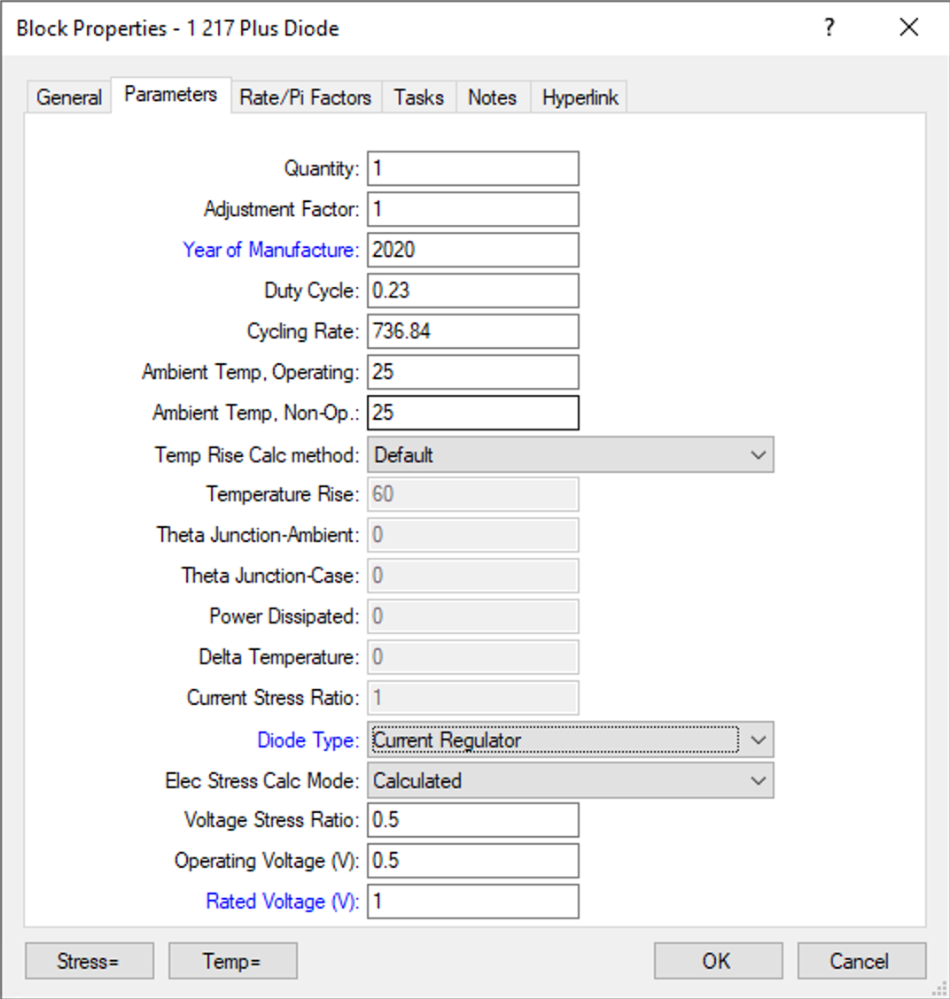 Block Properties - 1 217 Plus Diode ?
General Parameters Rate/Pi Factors Tasks Notes Hyperlink
Quantity: 1
Adjustment Factor: 1
Year of Manufacture: 2020
Duty Cycle: 0.23
Cycling Rate: 736.84
Ambient Temp, Operating: 25
Ambient Temp, Non-Op.: 25
Temp Rise Calc method: Default
Temperature Rise: 60
Theta Junction-Ambient: 0
Theta Junction-Case: 0
Power Dissipated: 0
Delta Temperature: 0
Current Stress Ratio: 1
Diode Type: Current Regulator
Elec Stress Calc Mode: Calculated
Voltage Stress Ratio: 0.5
Operating Voltage (V): 0.5
Rated Voltage (V): 1
Stress= Temp= OK Cancel